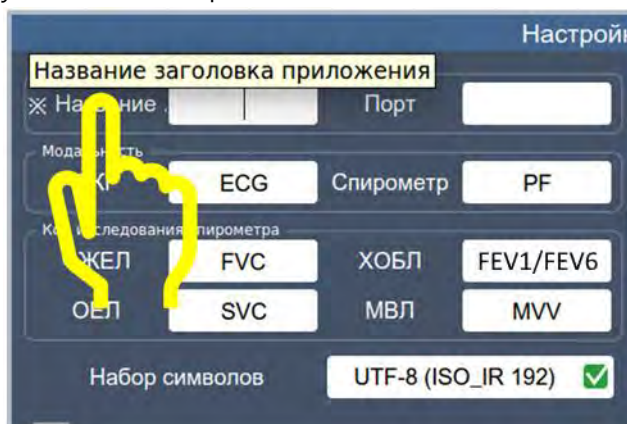 Настройк
Название заголовка приложения
Порт
ECG
Спирометр
PF
FVC
ХОБЛ
FEV1/FEV6
ОЕЛ
SVC
МВЛ
MVV
Набор символов
UTF-8 (ISO_IR 192)